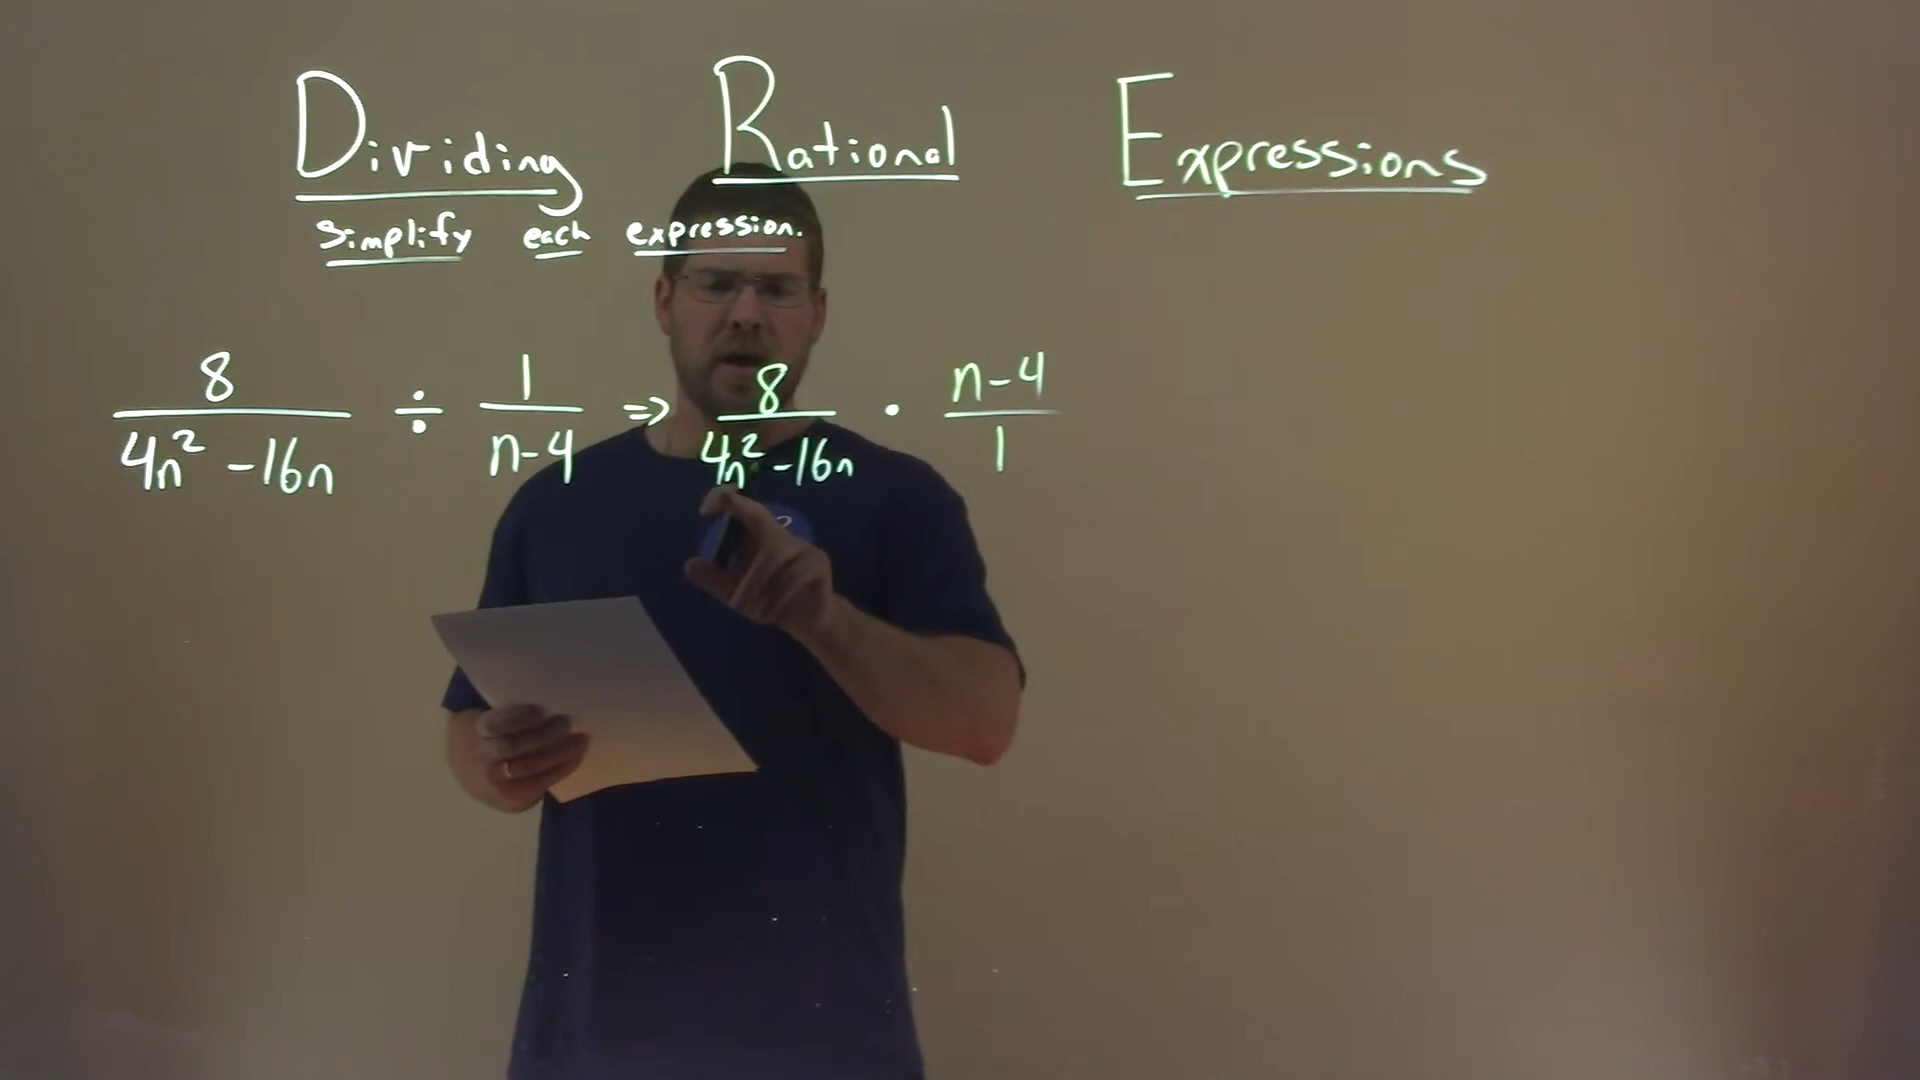 Dividing Rational Expressions
Simplify each expression.
8/(4n² - 16n) ÷ 1/(n - 4) ⇒ 8/(4n² - 16n) · (n - 4)/1